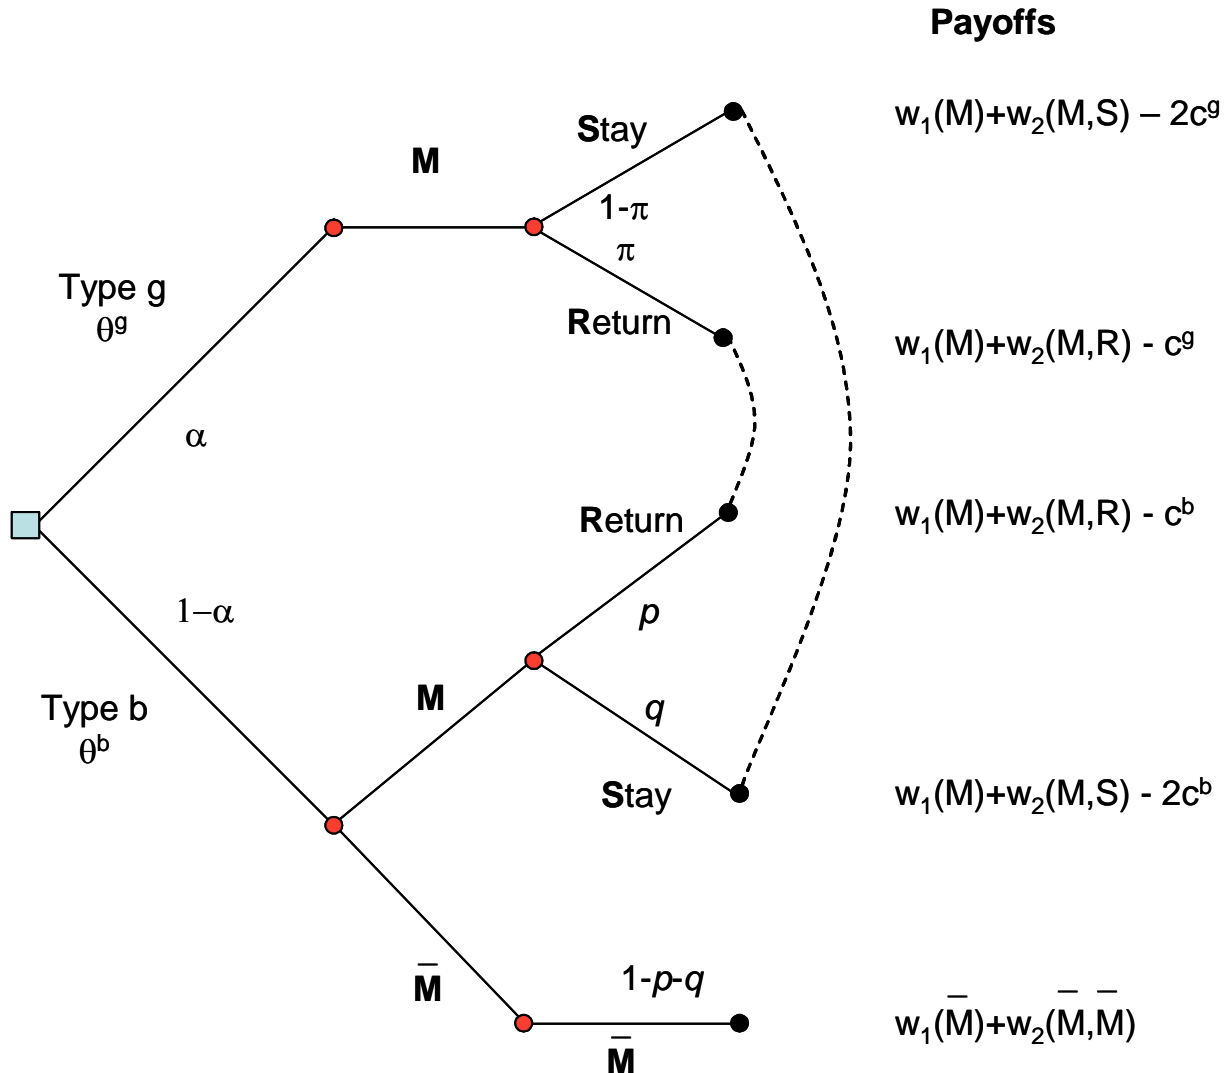 Payoffs
Stay
w₁(M)+w₂(M,S) – 2cᵍ
M
1-π
π
Type g
θᵍ
Return
w₁(M)+w₂(M,R) - cᵍ
α
Return
w₁(M)+w₂(M,R) - cᵇ
1−α
p
M
q
Type b
θᵇ
Stay
w₁(M)+w₂(M,S) - 2cᵇ
M̅
1-p-q
w₁(M̅)+w₂(M̅,M̅)
M̅